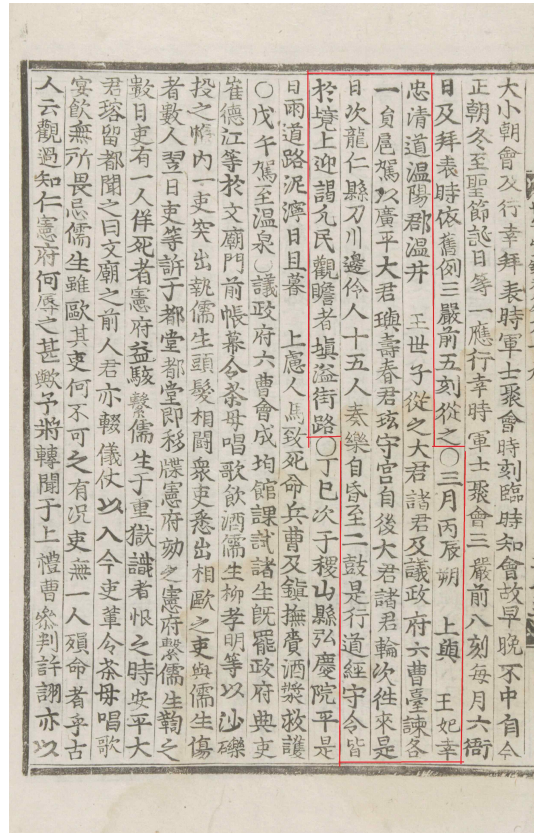 大小朝會及行幸拜表時軍士聚會時刻臨時知會故早晚不中自今
正朝冬至聖節誕日等一應行幸時軍士聚會三嚴前八刻每月六衙
日及拜表時依舊例三嚴前五刻從之○三月丙辰朔 上與 王妃幸
忠清道溫陽郡溫井 王世子從之大君諸君及議政府六曹臺諫各
一員扈駕以廣平大君璵壽春君玹守宮自後大君諸君輪次往來是
日次龍仁縣刀川邊伶人十五人奏樂自昏至二鼓是行道經守令皆
於境上迎謁凡民觀瞻者塡溢街路○丁巳次于稷山縣弘慶院平是
日雨道路泥濘日且暮 上慮人馬致死命兵曹及鎭撫賫酒漿救護
○戊午駕至溫泉○議政府六曹會成均館課試諸生旣罷政府典吏
崔德江等於文廟門前帳幕令茶母唱歌飮酒儒生柳孝明等以沙礫
投之幕內一吏突出執儒生頭髮相鬪衆吏悉出相歐之吏與儒生傷
者數人翌日吏等訴于都堂都堂卽移牒憲府劾之憲府繫儒生鞫之
數日吏有一人佯死者憲府益駭繫儒生于重獄識者恨之時安平大
君瑢留都聞之曰文廟之前人君亦輟儀仗以入今吏輩令茶母唱歌
宴飮無所畏忌儒生雖歐其吏何不可之有況吏無一人殞命者乎古
人云觀過知仁憲府何辱之甚歟予將轉聞于上禮曹參判許詡亦以